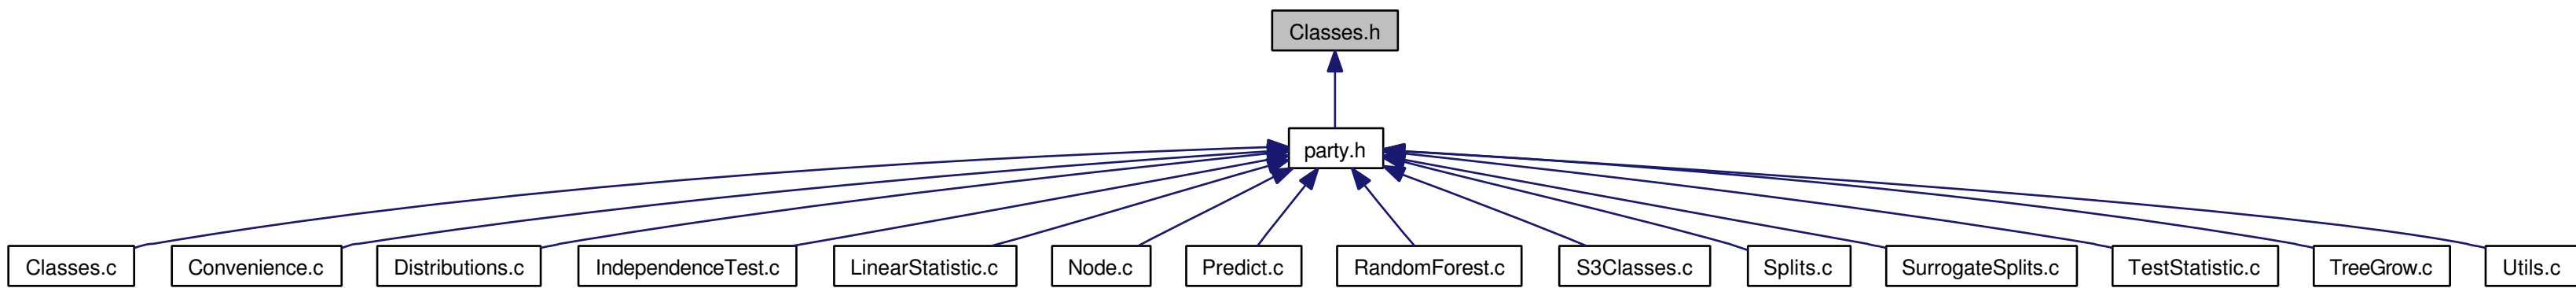 Classes.h
party.h
Classes.c
Convenience.c
Distributions.c
IndependenceTest.c
LinearStatistic.c
Node.c
Predict.c
RandomForest.c
S3Classes.c
Splits.c
SurrogateSplits.c
TestStatistic.c
TreeGrow.c
Utils.c